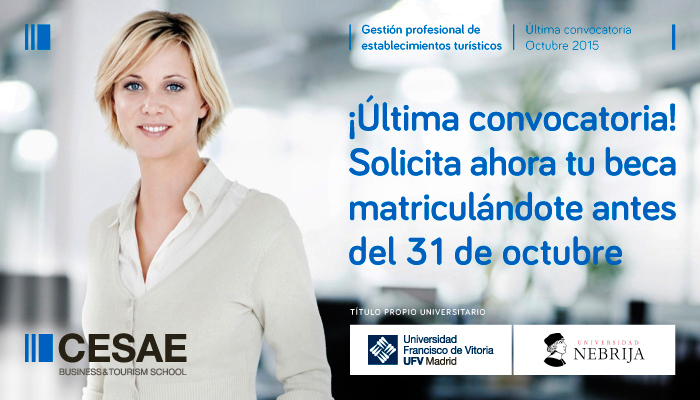 Gestión profesional de
establecimientos turísticos
Última convocatoria
Octubre 2015
¡Última convocatoria!
Solicita ahora tu beca
matriculándote antes
del 31 de octubre
TÍTULO PROPIO UNIVERSITARIO
Universidad
Francisco de Vitoria
UFV Madrid
UNIVERSIDAD
NEBRIJA
CESAE
BUSINESS&TOURISM SCHOOL